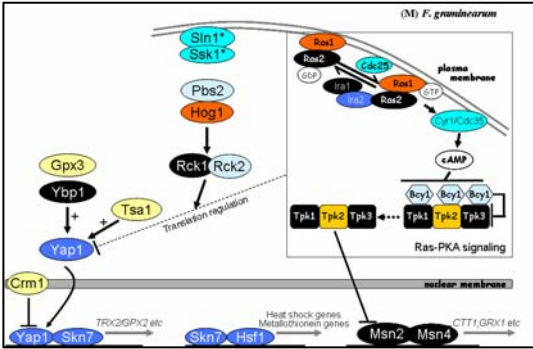 (M) F. graminearum
Sln1*
Ssk1*
Pbs2
Hog1
Rck1 Rck2
Translation regulation
Gpx3
Ybp1
+
Tsa1
+
Yap1
Crm1
Ras1
Ras2
GDP
Cdc25
Ira1
Ira2
Ras1
Ras2
GTP
plasma
membrane
Cyr1/Cdc35
cAMP
Bcy1 Bcy1 Bcy1
Tpk1 Tpk2 Tpk3
Tpk1 Tpk2 Tpk3
Ras-PKA signaling
nuclear membrane
Yap1 Skn7
TRX2/GPX2 etc
Skn7 Hsf1
Heat shock genes
Metallothionein genes
Msn2 Msn4
CTT1,GRX1 etc